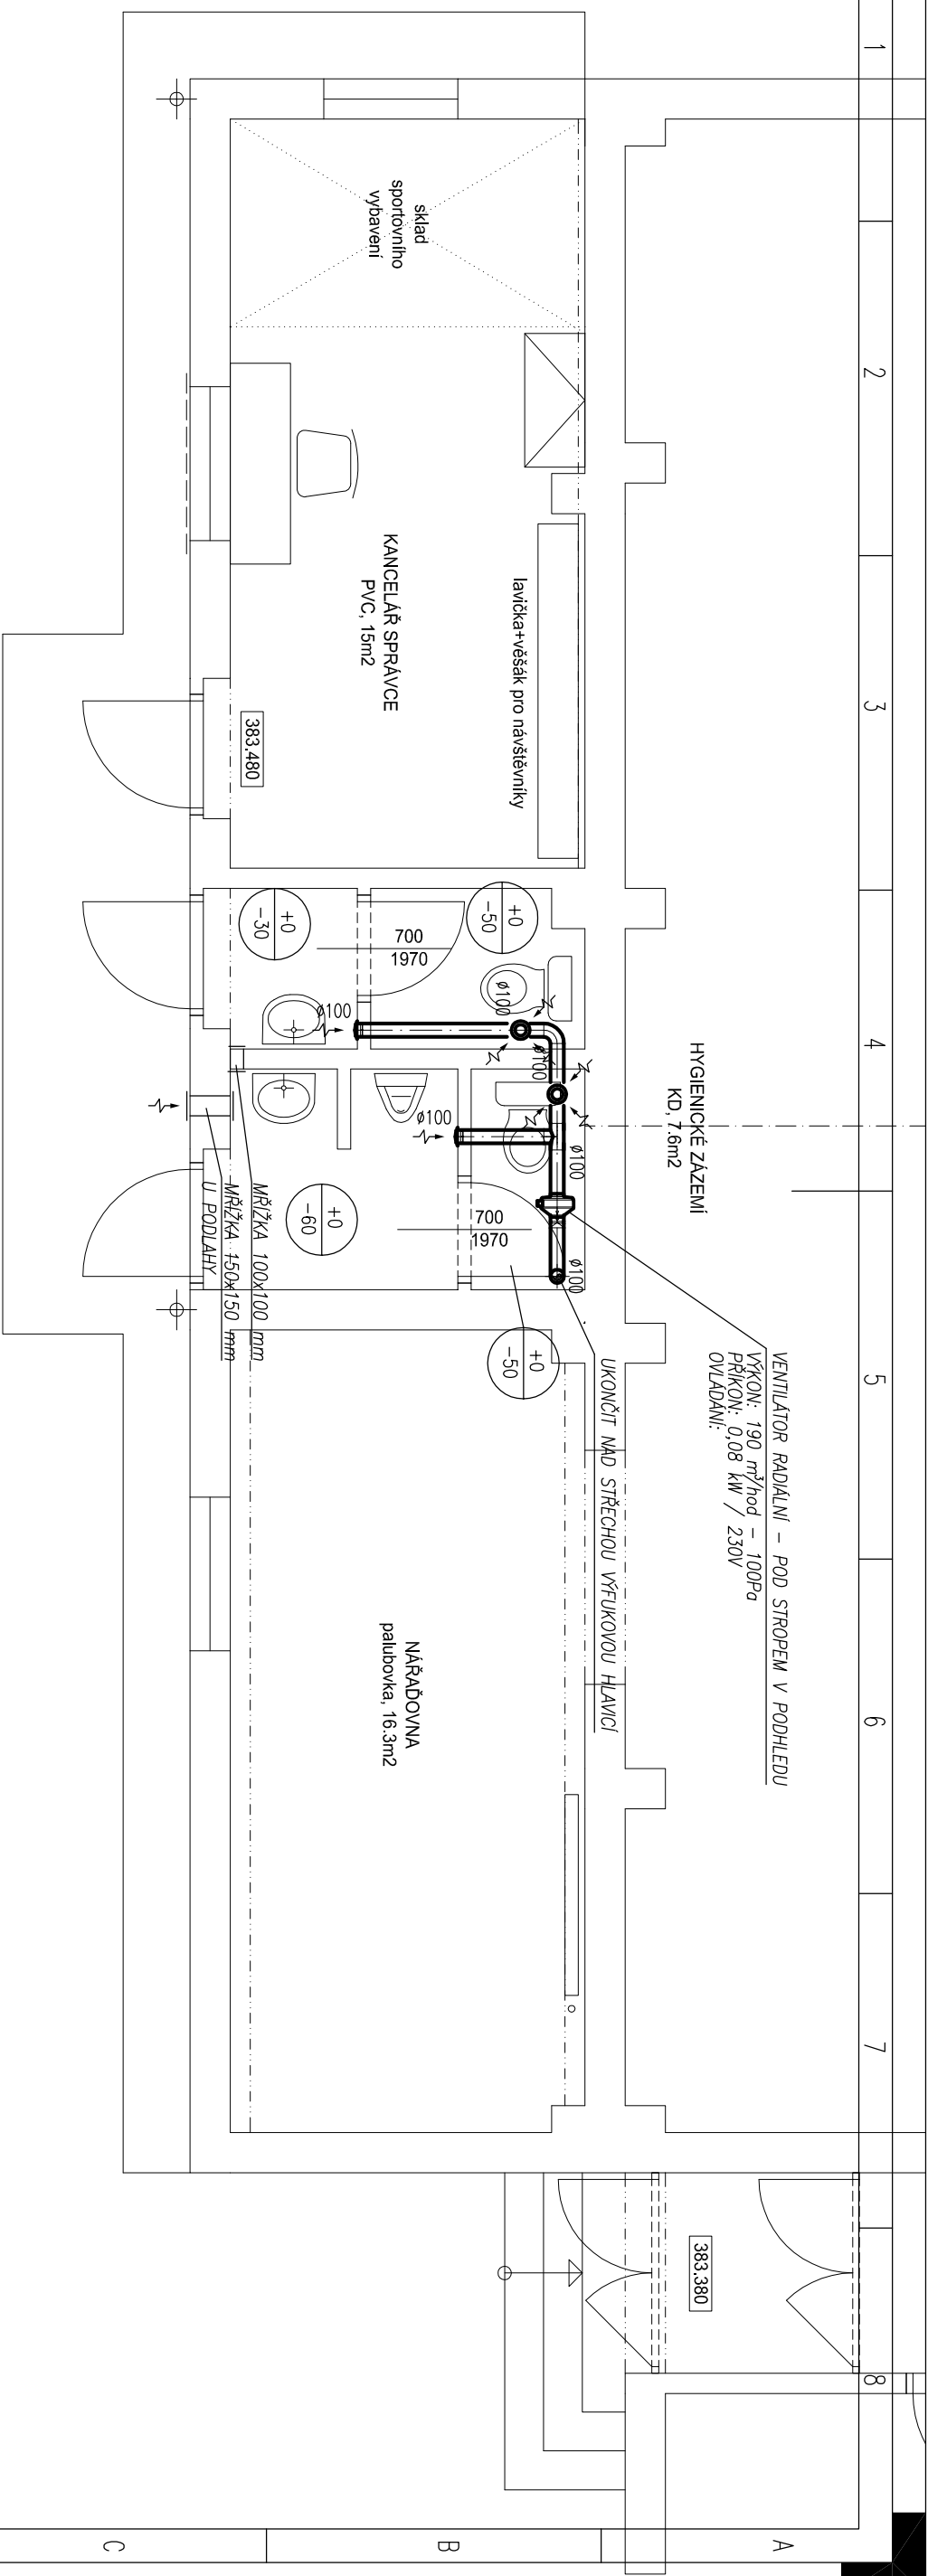 1
2
3
4
5
6
7
8
A
B
C
sklad
sportovního
vybavení
KANCELÁŘ SPRÁVCE
PVC, 15m2
lavička+věšák pro návštěvníky
383.480
HYGIENICKÉ ZÁZEMÍ
KD, 7.6m2
+0
-30
+0
-50
700
1970
ø100
ø100
ø100
ø100
ø100
ø100
+0
-60
700
1970
+0
-50
MŘÍŽKA 100x100 mm
MŘÍŽKA 150x150 mm
U PODLAHY
VENTILÁTOR RADIÁLNÍ - POD STROPEM V PODHLEDU
VÝKON: 190 m³/hod - 100Pa
PŘÍKON: 0,08 kW / 230V
OVLÁDÁNÍ:
UKONČIT NAD STŘECHOU VÝFUKOVOU HLAVICÍ
NÁŘAĎOVNA
palubovka, 16.3m2
383.380